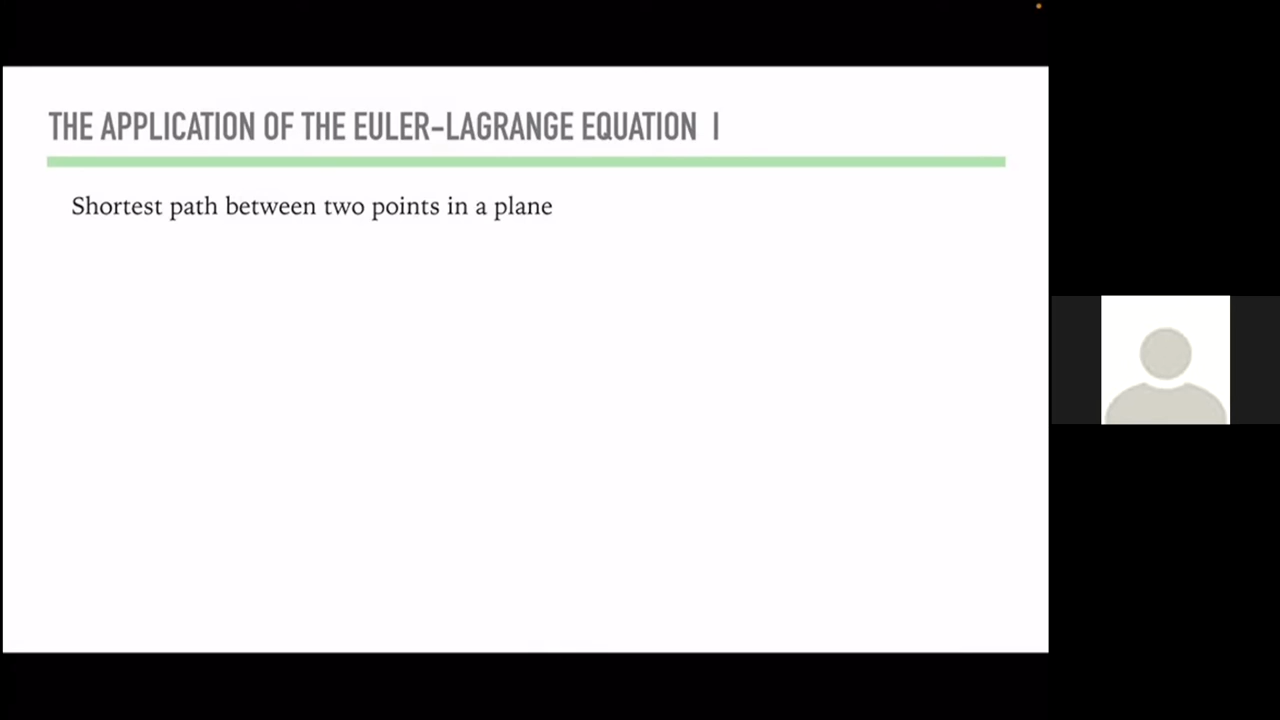 THE APPLICATION OF THE EULER-LAGRANGE EQUATION I
Shortest path between two points in a plane